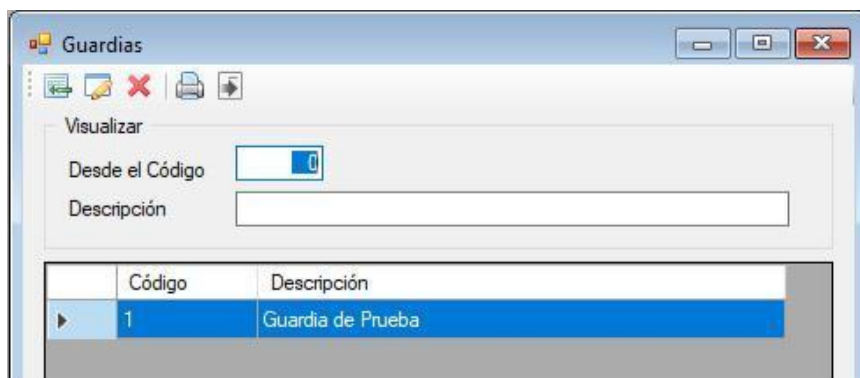 Guardias
Visualizar
Desde el Código 0
Descripción
Código Descripción
1 Guardia de Prueba